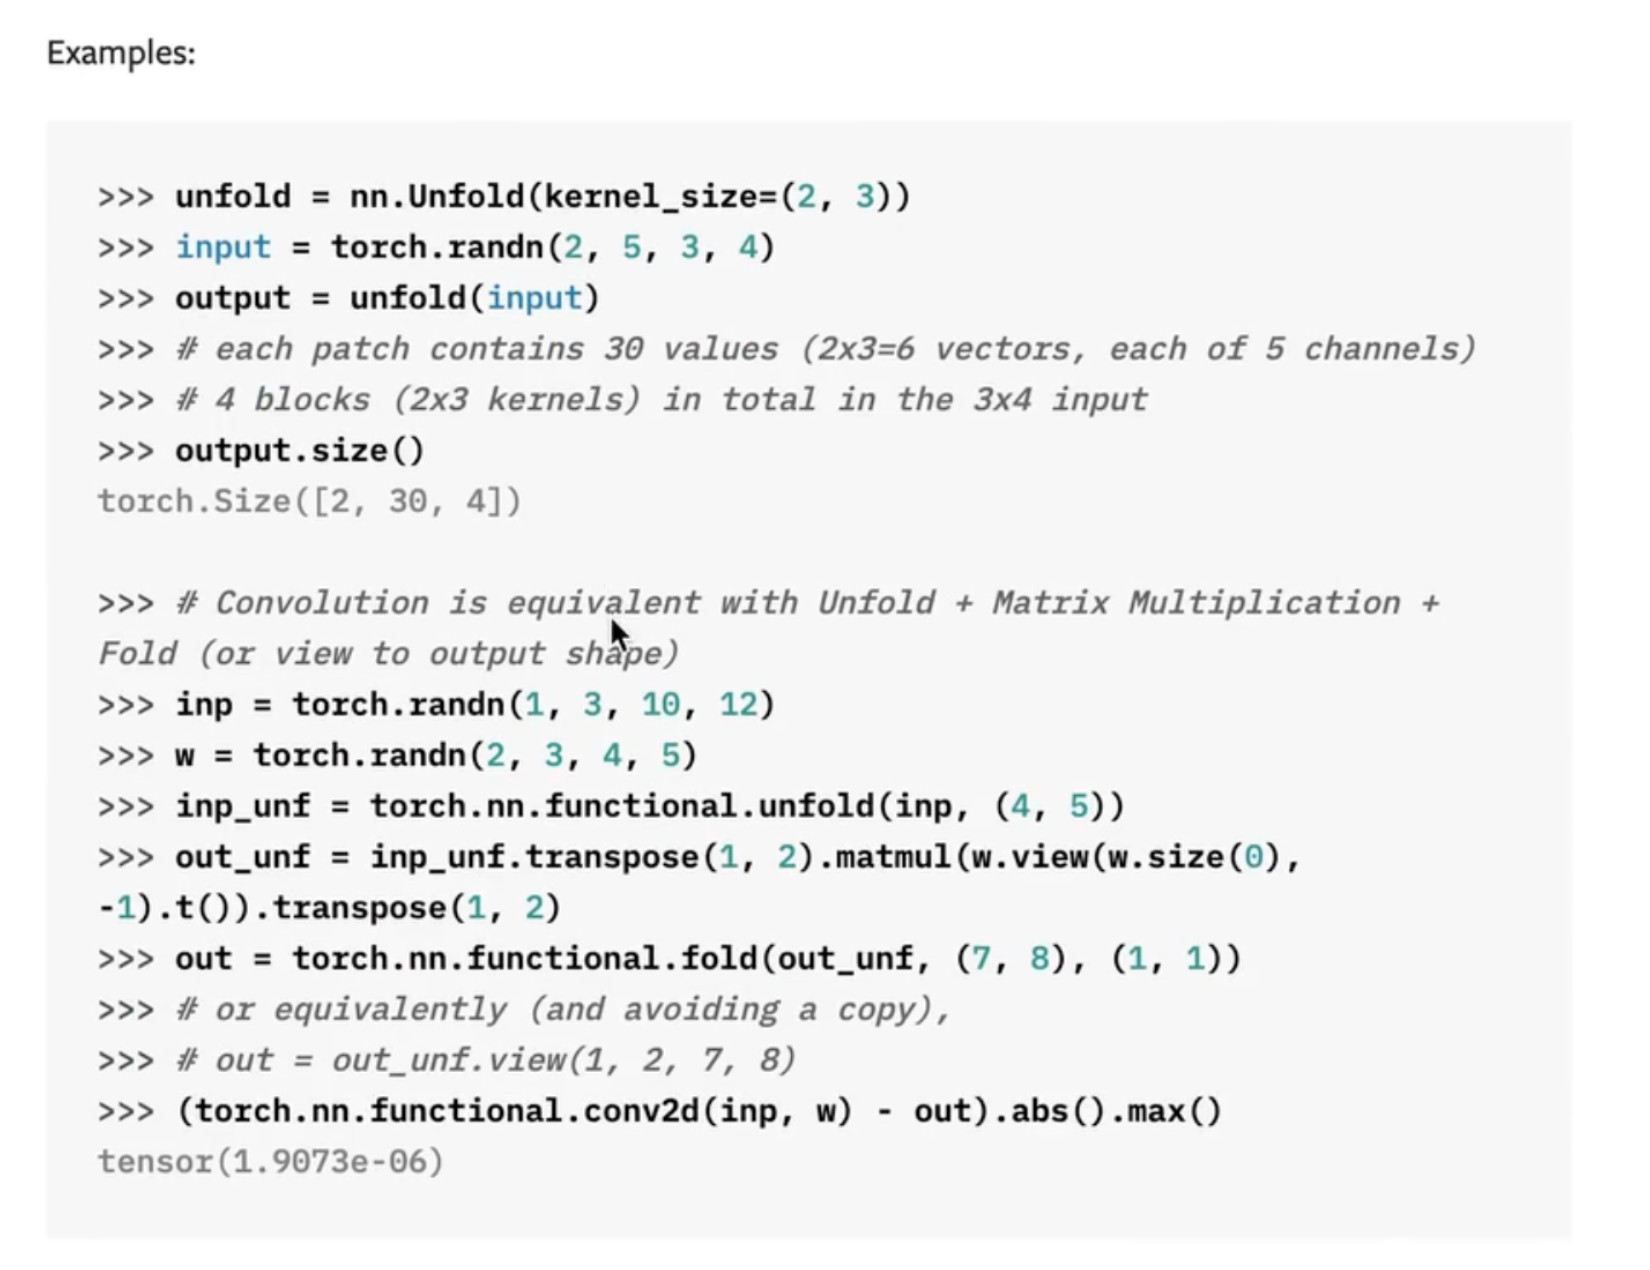 Examples:
>>> unfold = nn.Unfold(kernel_size=(2, 3))
>>> input = torch.randn(2, 5, 3, 4)
>>> output = unfold(input)
>>> # each patch contains 30 values (2x3=6 vectors, each of 5 channels)
>>> # 4 blocks (2x3 kernels) in total in the 3x4 input
>>> output.size()
torch.Size([2, 30, 4])
>>> # Convolution is equivalent with Unfold + Matrix Multiplication +
Fold (or view to output shape)
>>> inp = torch.randn(1, 3, 10, 12)
>>> w = torch.randn(2, 3, 4, 5)
>>> inp_unf = torch.nn.functional.unfold(inp, (4, 5))
>>> out_unf = inp_unf.transpose(1, 2).matmul(w.view(w.size(0),
-1).t()).transpose(1, 2)
>>> out = torch.nn.functional.fold(out_unf, (7, 8), (1, 1))
>>> # or equivalently (and avoiding a copy),
>>> # out = out_unf.view(1, 2, 7, 8)
>>> (torch.nn.functional.conv2d(inp, w) - out).abs().max()
tensor(1.9073e-06)